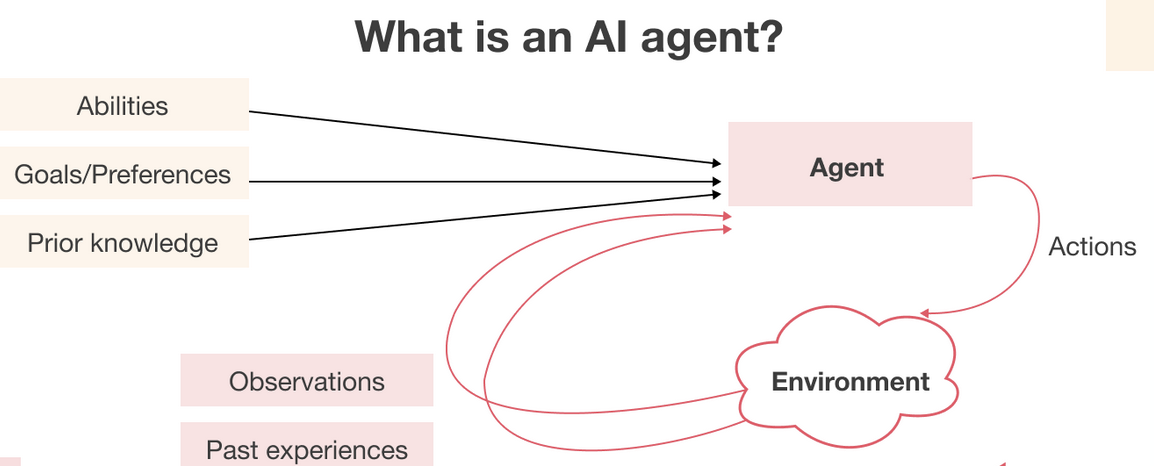 What is an AI agent?
Abilities
Goals/Preferences
Prior knowledge
Agent
Actions
Observations
Past experiences
Environment